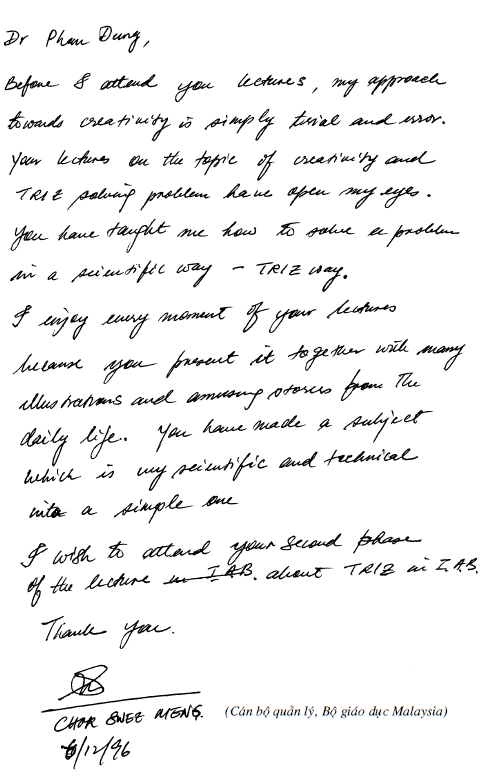 Dr Phan Dung,
Before I attend you lectures, my approach
towards creativity is simply trial and error.
Your lectures on the topic of creativity and
TRIZ solving problem have open my eyes.
You have taught me how to solve a problem
in a scientific way - TRIZ way.
I enjoy every moment of your lectures
because you present it together with many
illustrations and amusing stories from the
daily life. You have made a subject
which is very scientific and technical
into a simple one
I wish to attend your second phase
of the lecture in I.A.B. about TRIZ in I.A.B.
Thank you.
CHOR SWEE MENG. (Cán bộ quản lý, Bộ giáo dục Malaysia)
6/12/96